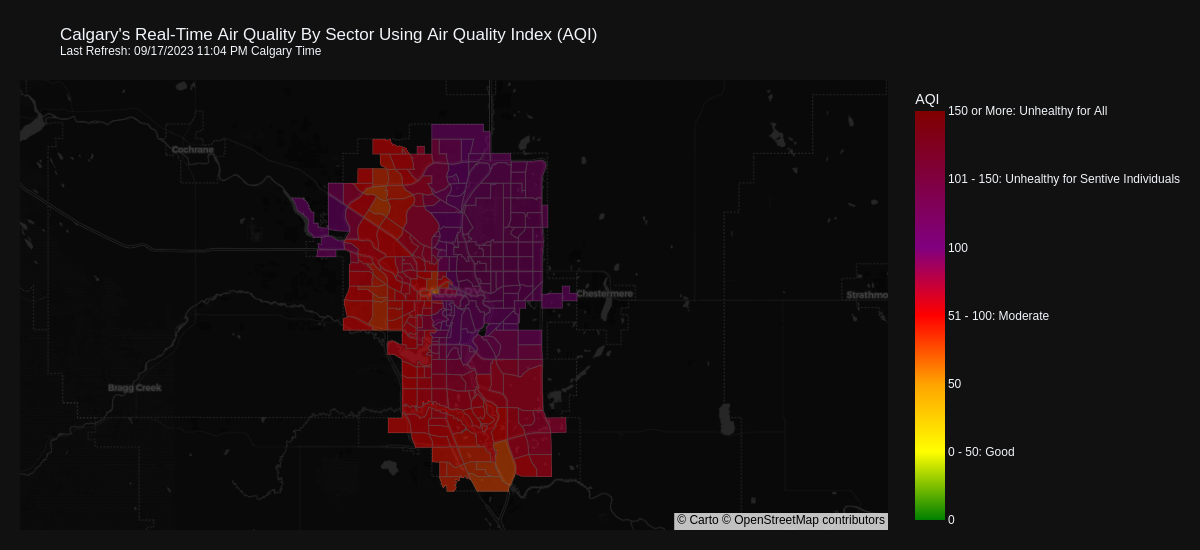 Calgary's Real-Time Air Quality By Sector Using Air Quality Index (AQI)
Last Refresh: 09/17/2023 11:04 PM Calgary Time
AQI
150 or More: Unhealthy for All
Cochrane
101 - 150: Unhealthy for Sentive Individuals
100
CALGARY
Chestermere
Strathmo
51 - 100: Moderate
Bragg Creek
50
0 - 50: Good
© Carto © OpenStreetMap contributors
0